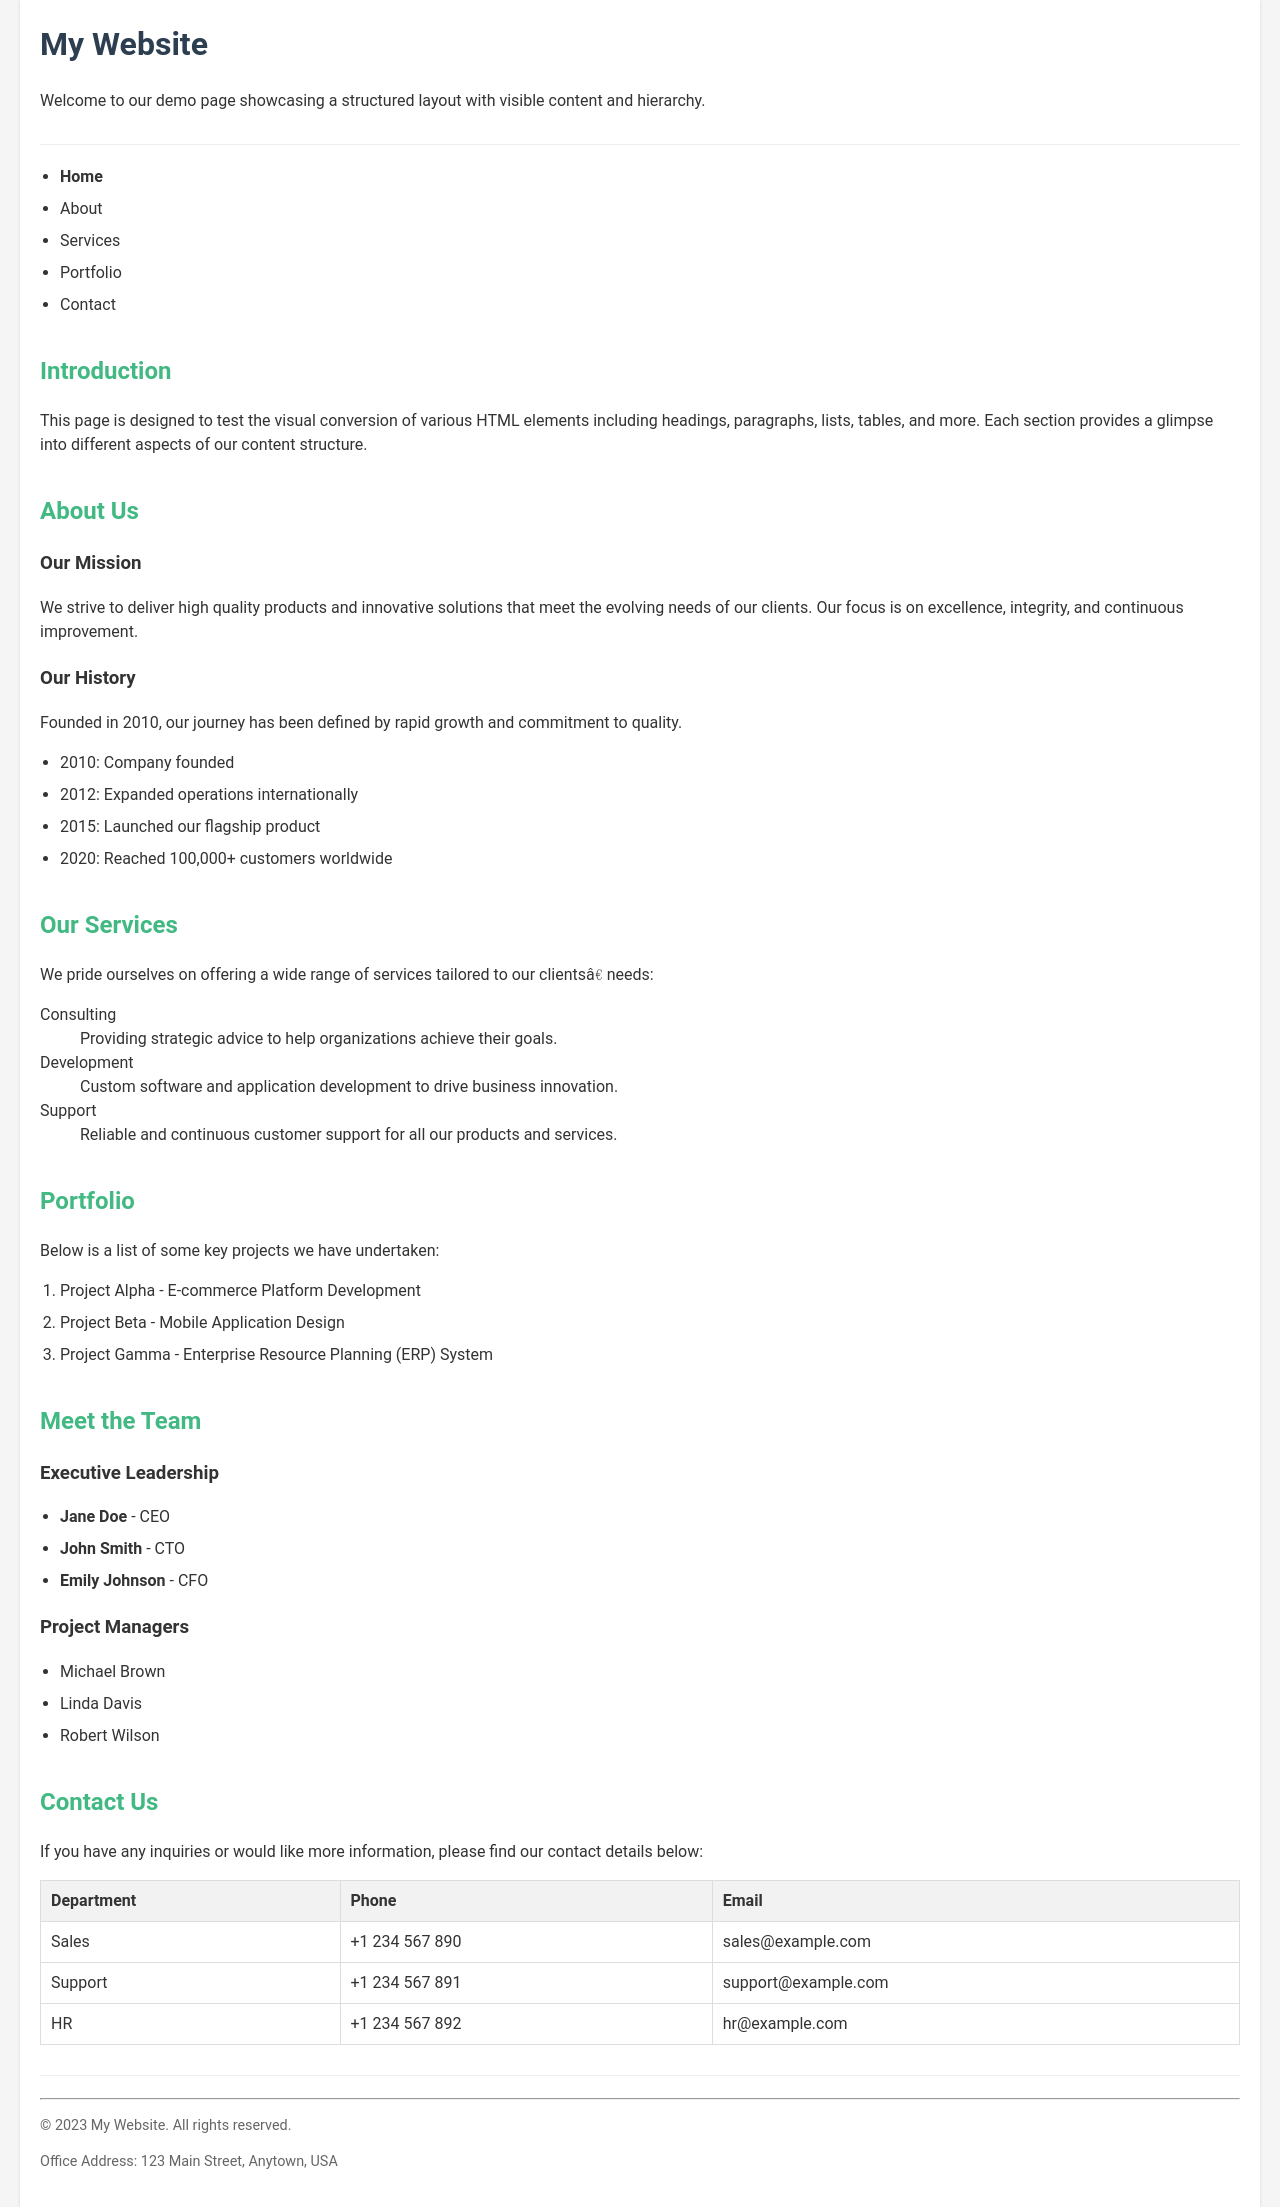 My Website
Welcome to our demo page showcasing a structured layout with visible content and hierarchy.
• Home
• About
• Services
• Portfolio
• Contact
Introduction
This page is designed to test the visual conversion of various HTML elements including headings, paragraphs, lists, tables, and more. Each section provides a glimpse
into different aspects of our content structure.
About Us
Our Mission
We strive to deliver high quality products and innovative solutions that meet the evolving needs of our clients. Our focus is on excellence, integrity, and continuous
improvement.
Our History
Founded in 2010, our journey has been defined by rapid growth and commitment to quality.
• 2010: Company founded
• 2012: Expanded operations internationally
• 2015: Launched our flagship product
• 2020: Reached 100,000+ customers worldwide
Our Services
We pride ourselves on offering a wide range of services tailored to our clientsâ€ needs:
Consulting
Providing strategic advice to help organizations achieve their goals.
Development
Custom software and application development to drive business innovation.
Support
Reliable and continuous customer support for all our products and services.
Portfolio
Below is a list of some key projects we have undertaken:
1. Project Alpha - E-commerce Platform Development
2. Project Beta - Mobile Application Design
3. Project Gamma - Enterprise Resource Planning (ERP) System
Meet the Team
Executive Leadership
• Jane Doe - CEO
• John Smith - CTO
• Emily Johnson - CFO
Project Managers
• Michael Brown
• Linda Davis
• Robert Wilson
Contact Us
If you have any inquiries or would like more information, please find our contact details below:
Department Phone Email
Sales +1 234 567 890 sales@example.com
Support +1 234 567 891 support@example.com
HR +1 234 567 892 hr@example.com
© 2023 My Website. All rights reserved.
Office Address: 123 Main Street, Anytown, USA